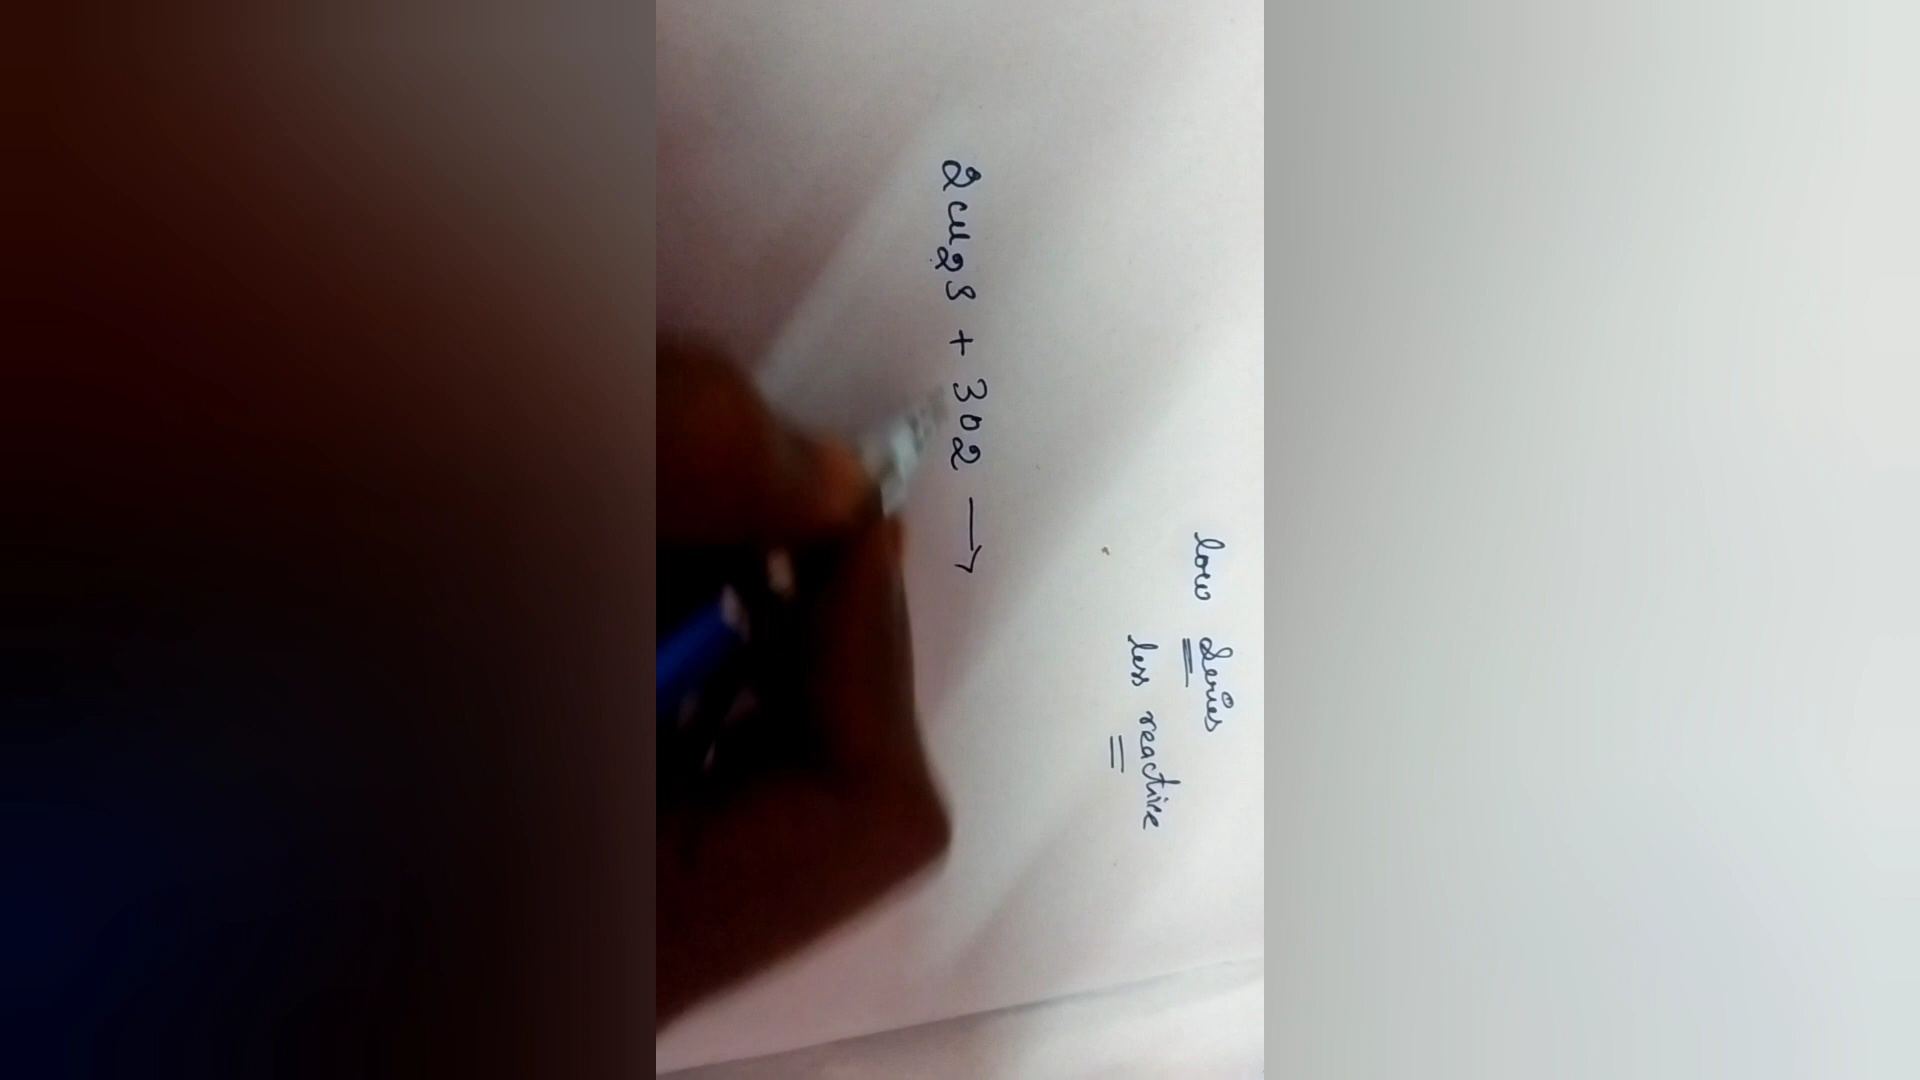 low series
less reactive
2Cu2S + 3O2 →